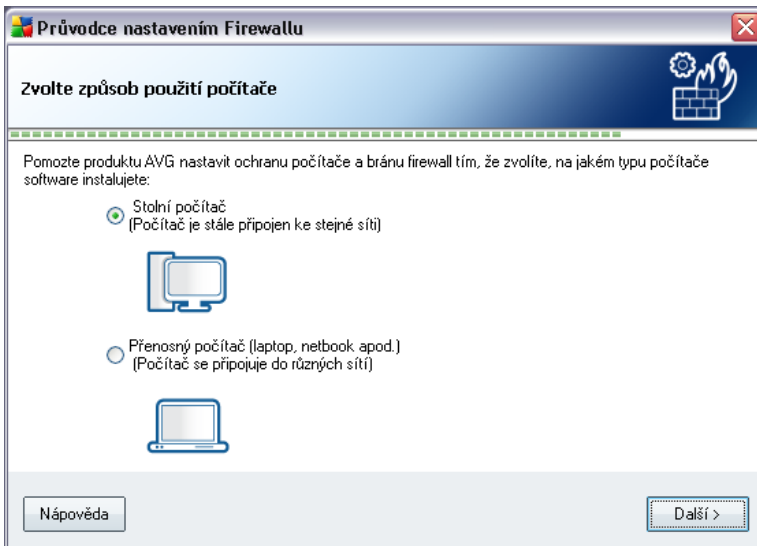 Průvodce nastavením Firewallu
Zvolte způsob použití počítače
Pomozte produktu AVG nastavit ochranu počítače a bránu firewall tím, že zvolíte, na jakém typu počítače
software instalujete:
Stolní počítač
(Počítač je stále připojen ke stejné síti)
Přenosný počítač (laptop, netbook apod.)
(Počítač se připojuje do různých sítí)
Nápověda
Další >